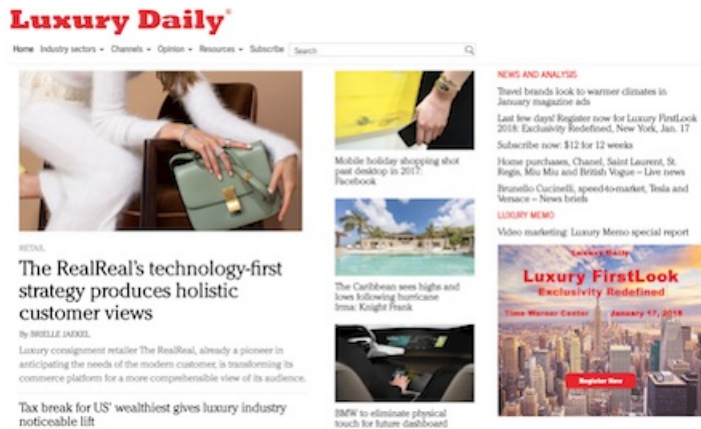 Luxury Daily®
Home Industry sectors Channels Opinion Resources Subscribe Search
RETAIL
The RealReal's technology-first
strategy produces holistic
customer views
By BRIELLE JAEKEL
Luxury consignment retailer The RealReal, already a pioneer in
anticipating the needs of the modern customer, is transforming its
commerce platform for a more comprehensible view of its audience.
Tax break for US' wealthiest gives luxury industry
noticeable lift
Mobile holiday shopping shot
past desktop in 2017:
Facebook
The Caribbean sees highs and
lows following hurricane
Irma: Knight Frank
BMW to eliminate physical
touch for future dashboard
NEWS AND ANALYSIS
Travel brands look to warmer climates in
January magazine ads
Last few days! Register now for Luxury FirstLook
2018: Exclusivity Redefined, New York, Jan. 17
Subscribe now: $12 for 12 weeks
Home purchases, Chanel, Saint Laurent, St.
Regis, Miu Miu and British Vogue – Live news
Brunello Cucinelli, speed-to-market, Tesla and
Versace – News briefs
LUXURY MEMO
Video marketing: Luxury Memo special report
Luxury Daily
Luxury FirstLook
Exclusivity Redefined
Time Warner Center January 17, 2018
Register Now